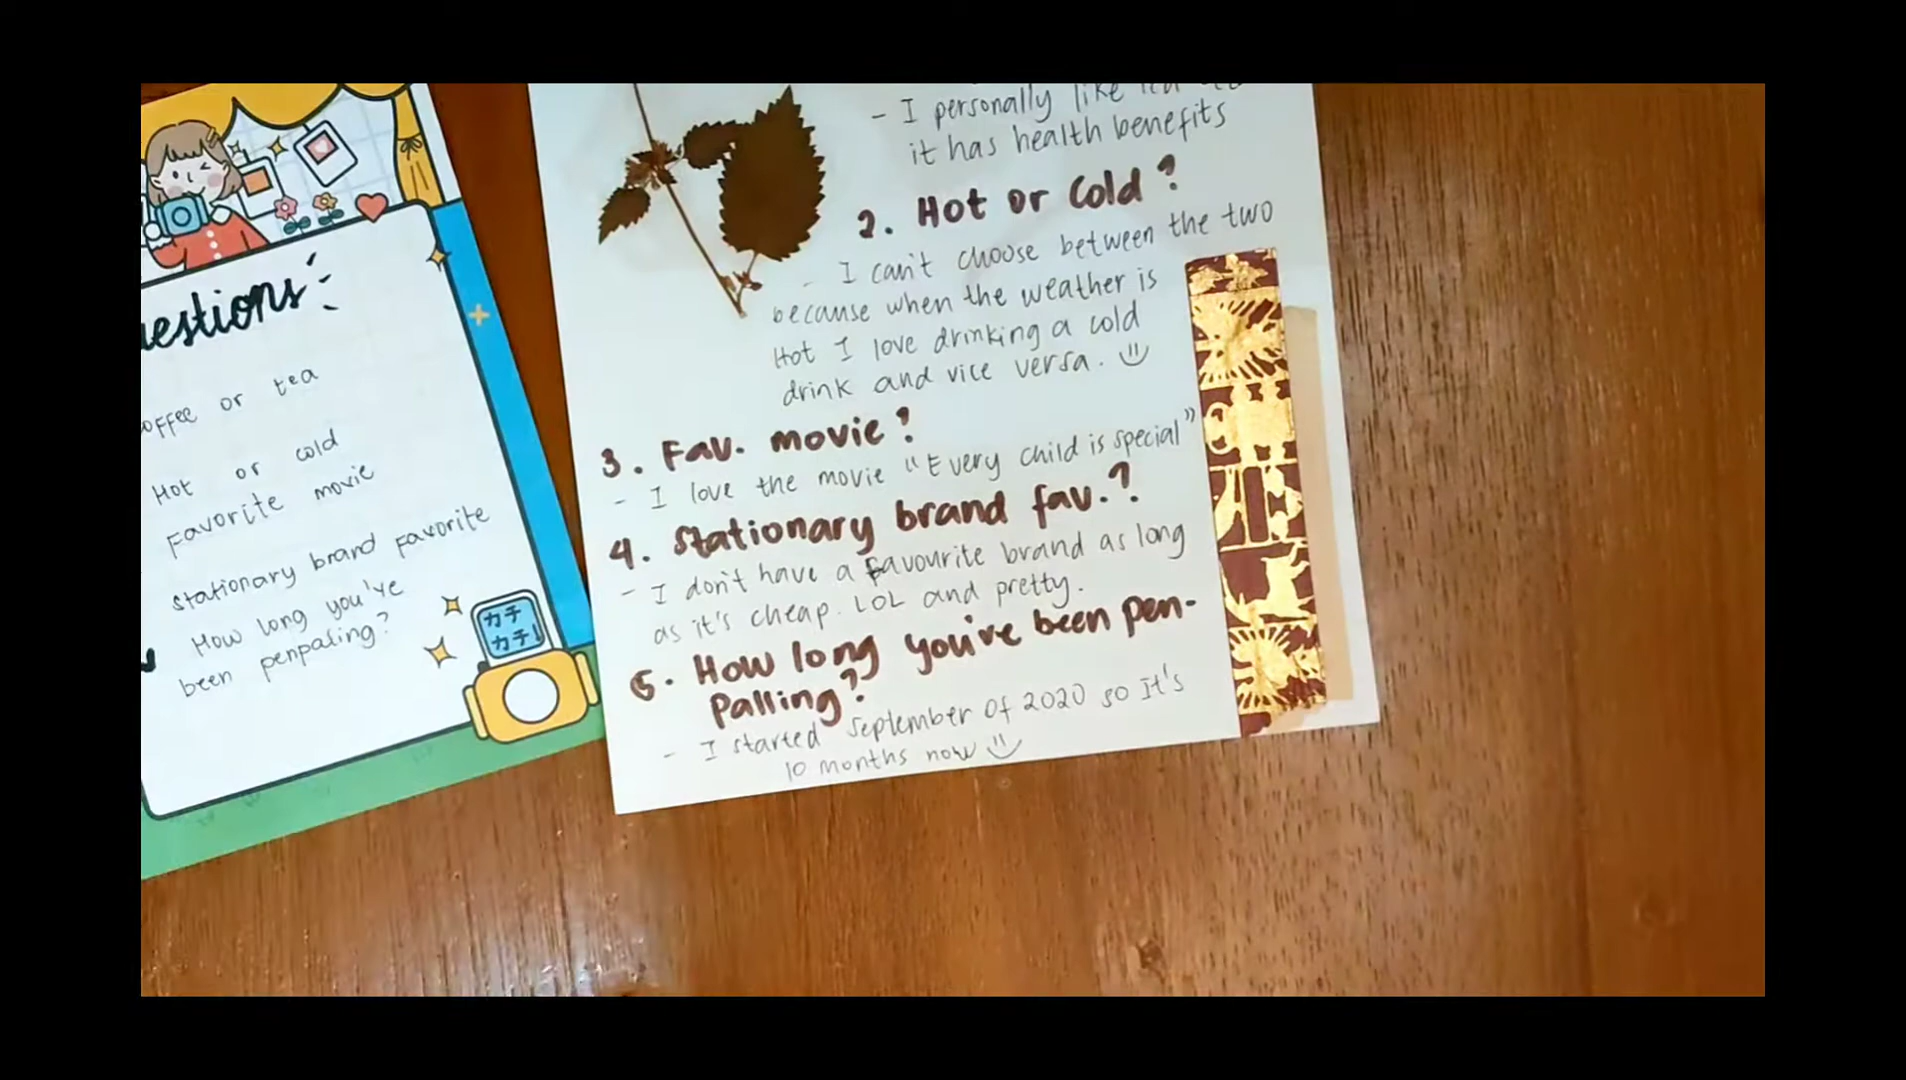 uestions
offee or tea
Hot or cold
Favorite movie
stationary brand favorite
How long you've
been penpaling?
カチ
カチ!
- I personally like
it has health benefits
2. Hot or Cold?
- I can't choose between the two
because when the weather is
Hot I love drinking a cold
drink and vice versa.
3. Fav. movie?
- I love the movie "Every child is special"
4. Stationary brand fav.?
- I don't have a favourite brand as long
as it's cheap. LOL and pretty.
5. How long you've been pen-
palling?
- I started September Of 2020 so It's
10 months now